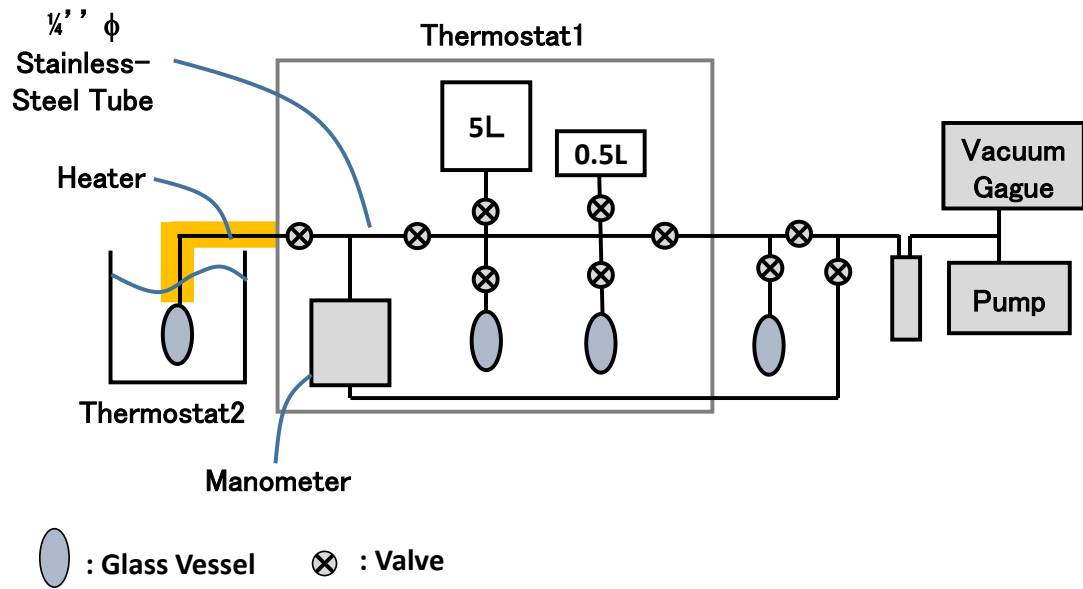 ¼’’ ϕ
Stainless-
Steel Tube
Thermostat1
5L
0.5L
Vacuum
Gague
Heater
Pump
Thermostat2
Manometer
: Glass Vessel
: Valve